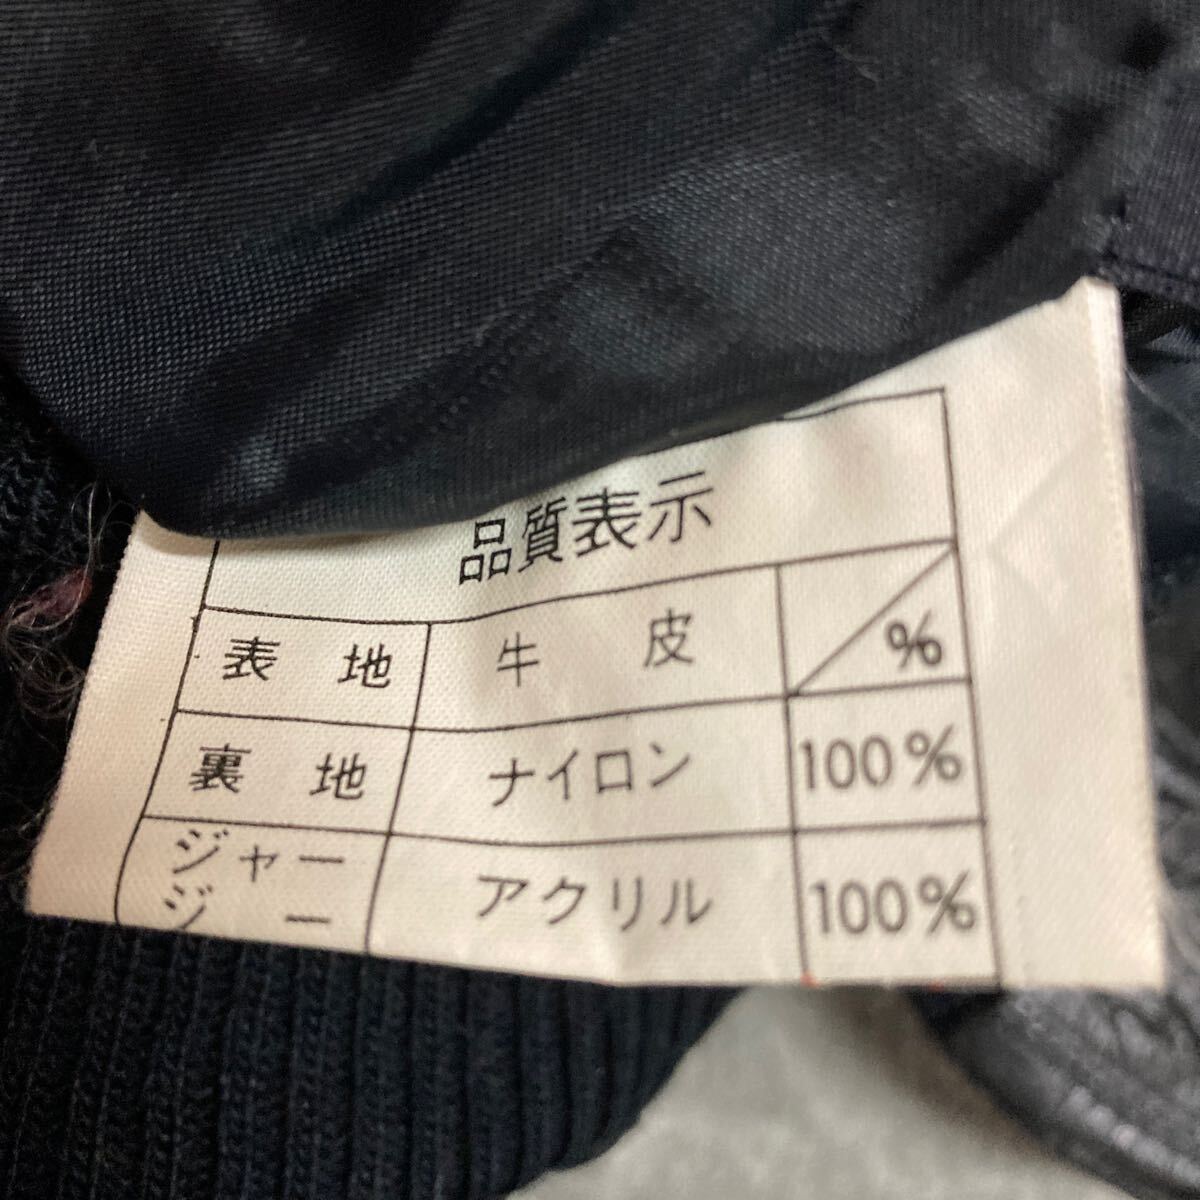 品質表示
表 地 牛 皮 %
裏 地 ナイロン 100%
ジャー
ジー アクリル 100%